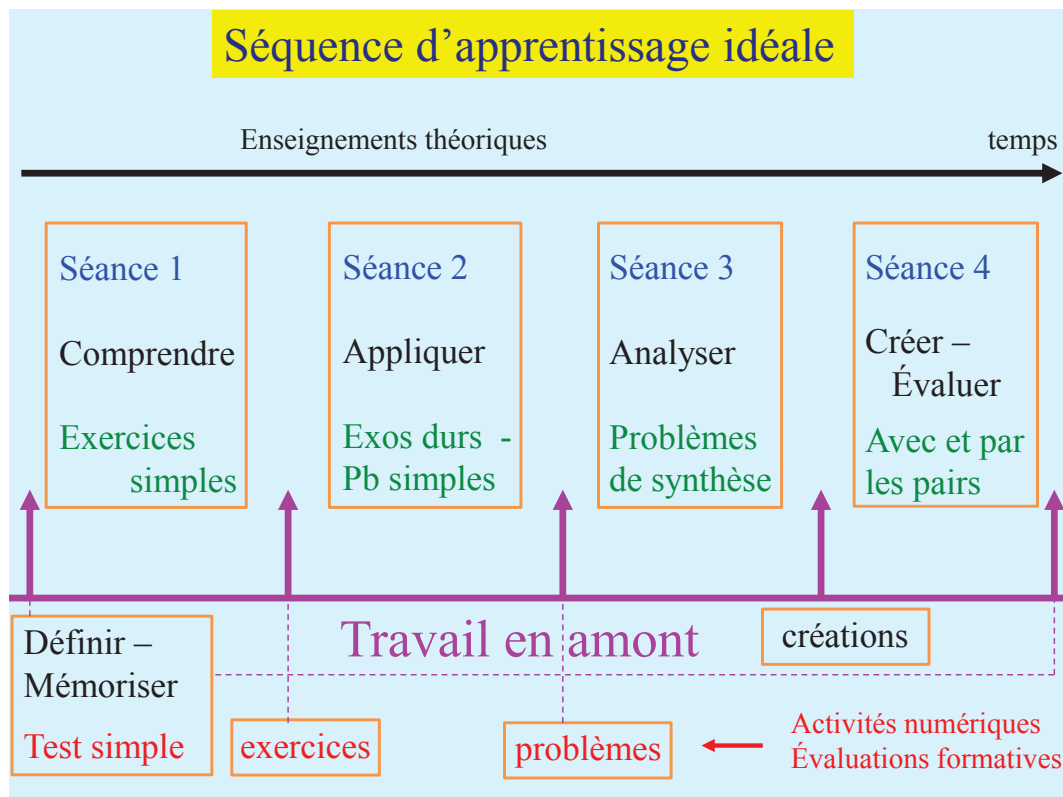 Séquence d’apprentissage idéale
Enseignements théoriques
temps
Séance 1
Comprendre
Exercices
simples
Séance 2
Appliquer
Exos durs -
Pb simples
Séance 3
Analyser
Problèmes
de synthèse
Séance 4
Créer –
Évaluer
Avec et par
les pairs
Définir –
Mémoriser
Test simple
Travail en amont
créations
exercices
problèmes
Activités numériques
Évaluations formatives